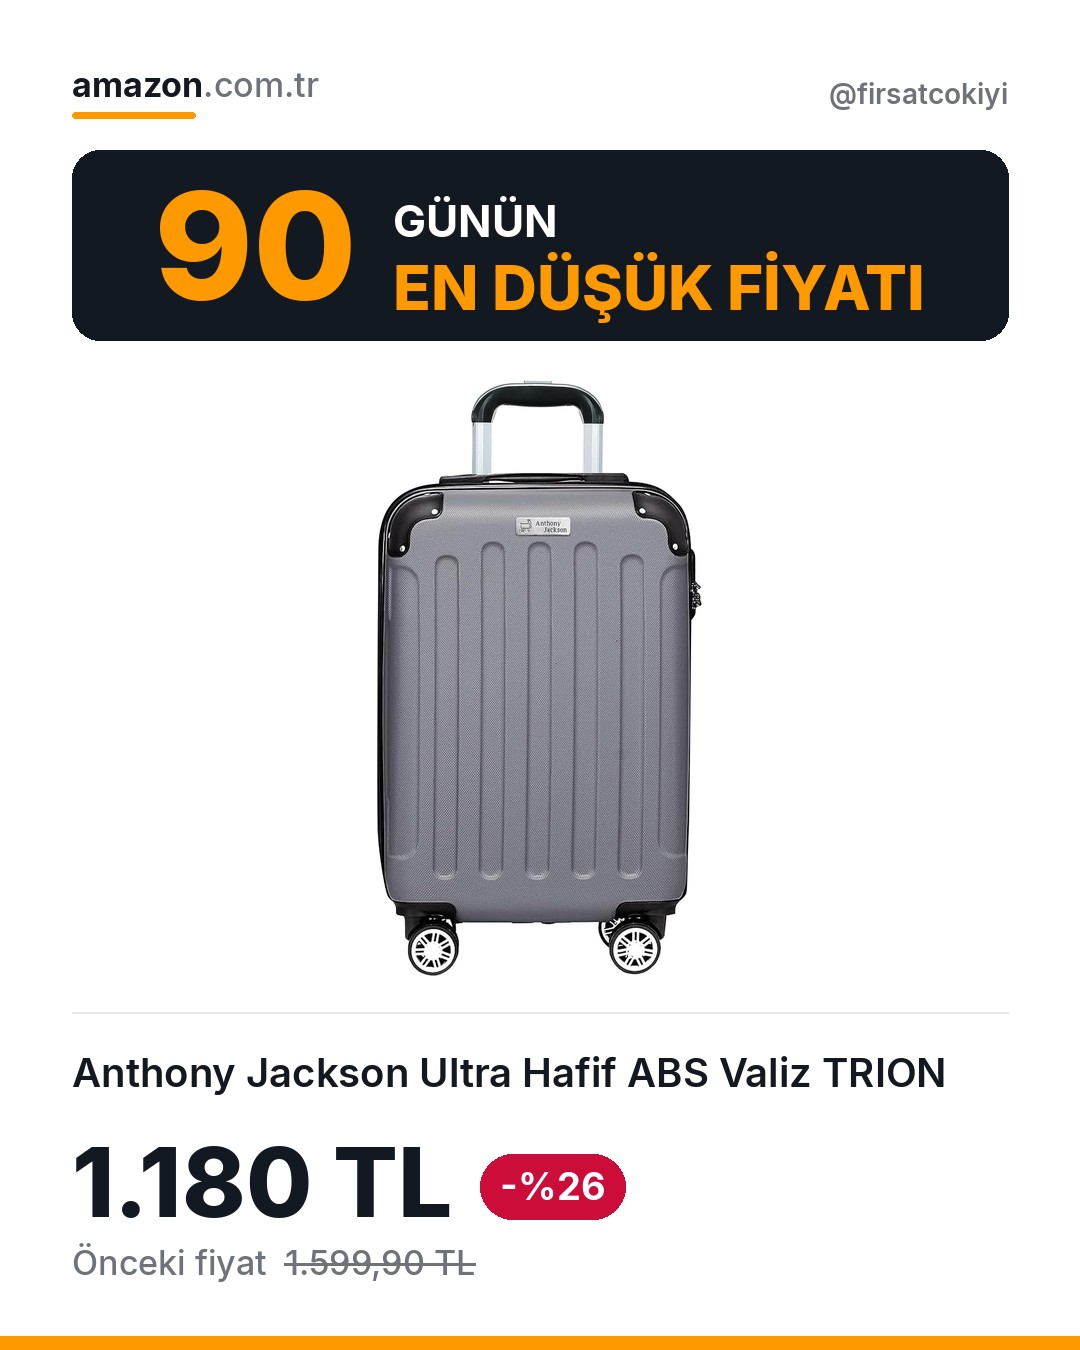 amazon.com.tr
@firsatcokiyi
90
GÜNÜN
EN DÜŞÜK FİYATI
Anthony
Jackson
Anthony Jackson Ultra Hafif ABS Valiz TRION
1.180 TL
-%26
Önceki fiyat 1.599,90 TL